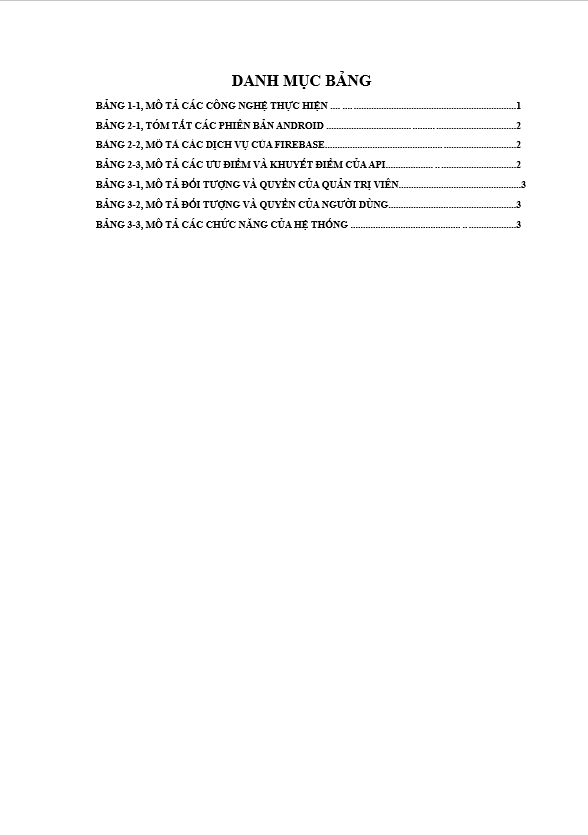 DANH MỤC BẢNG
BẢNG 1-1, MÔ TẢ CÁC CÔNG NGHỆ THỰC HIỆN .... .... ................................................................1
BẢNG 2-1, TÓM TẮT CÁC PHIÊN BẢN ANDROID .................................. ......... .............................2
BẢNG 2-2, MÔ TẢ CÁC DỊCH VỤ CỦA FIREBASE............................................... .............................2
BẢNG 2-3, MÔ TẢ CÁC ƯU ĐIỂM VÀ KHUYẾT ĐIỂM CỦA API................... .. ..............................2
BẢNG 3-1, MÔ TẢ ĐỐI TƯỢNG VÀ QUYỀN CỦA QUẢN TRỊ VIÊN.................................................3
BẢNG 3-2, MÔ TẢ ĐỐI TƯỢNG VÀ QUYỀN CỦA NGƯỜI DÙNG....................................................3
BẢNG 3-3, MÔ TẢ CÁC CHỨC NĂNG CỦA HỆ THỐNG ............................................ .. ...................3